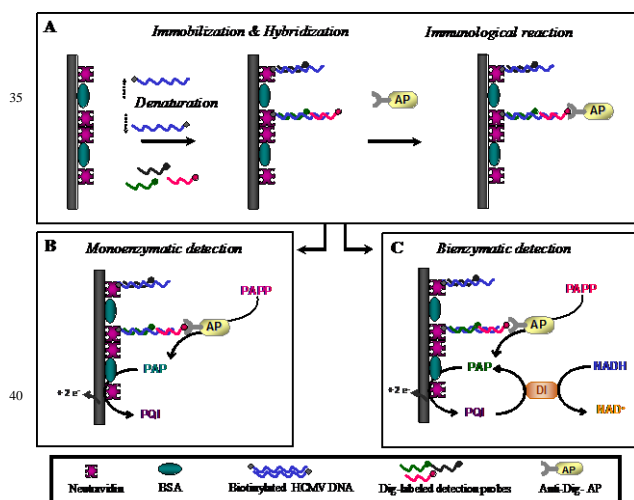 A
Immobilization & Hybridization
Immunological reaction
35
Denaturation
AP
AP
B
Monoenzymatic detection
C
Bienzymatic detection
PAPP
AP
PAP
+2 e-
PQI
PAPP
AP
PAP
NADH
DI
+2 e-
PQI
NAD+
40
Neutravidin
BSA
Biotinylated HCMV DNA
Dig-labeled detection probes
AP
Anti-Dig- AP